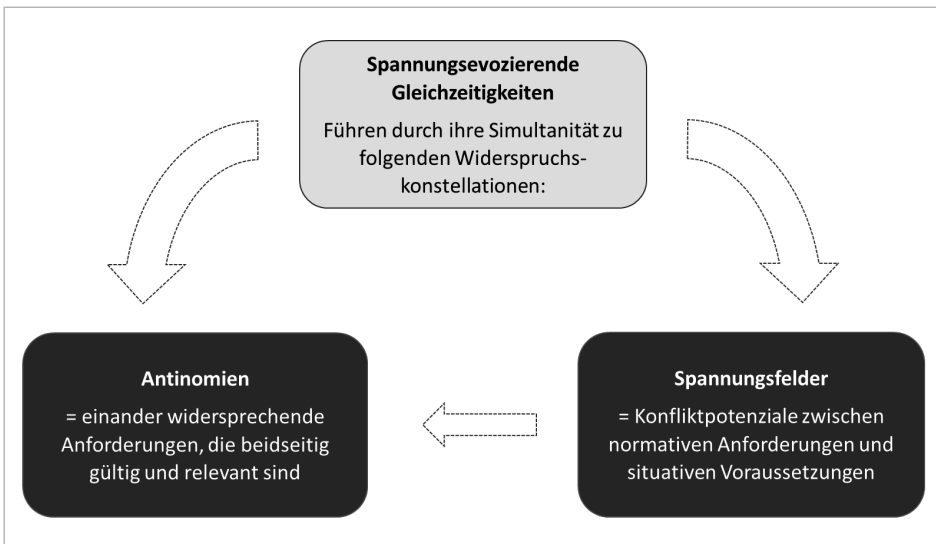 Spannungsevozierende
Gleichzeitigkeiten
Führen durch ihre Simultanität zu
folgenden Widerspruchs-
konstellationen:
Antinomien
= einander widersprechende
Anforderungen, die beidseitig
gültig und relevant sind
Spannungsfelder
= Konfliktpotenziale zwischen
normativen Anforderungen und
situativen Voraussetzungen